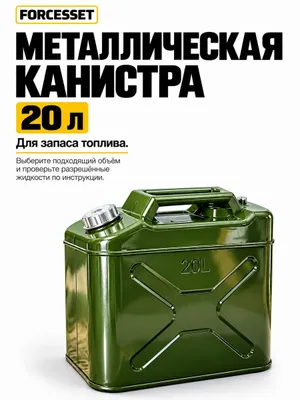 FORCESSET
МЕТАЛЛИЧЕСКАЯ
КАНИСТРА
20 л
Для запаса топлива.
Выберите подходящий объём
и проверьте разрешённые
жидкости по инструкции.
20L